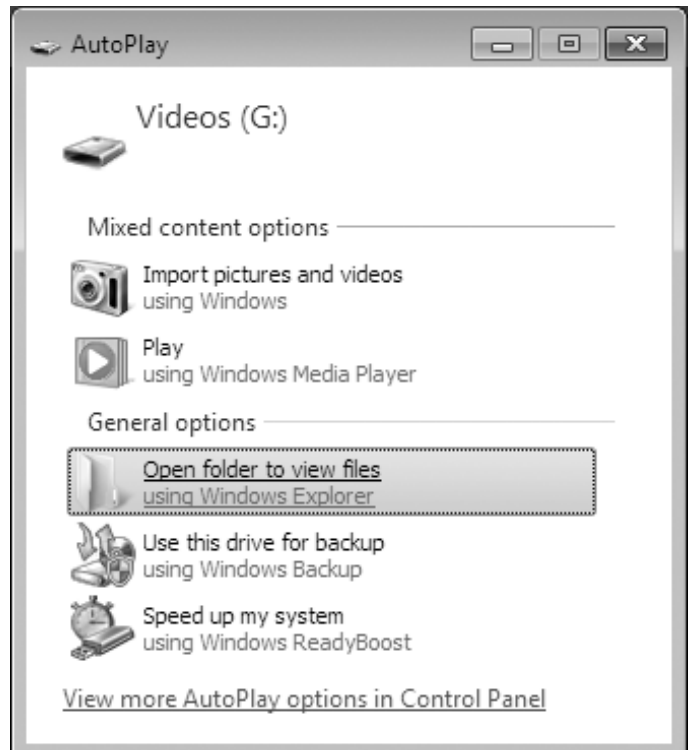 AutoPlay
Videos (G:)
Mixed content options
Import pictures and videos
using Windows
Play
using Windows Media Player
General options
Open folder to view files
using Windows Explorer
Use this drive for backup
using Windows Backup
Speed up my system
using Windows ReadyBoost
View more AutoPlay options in Control Panel